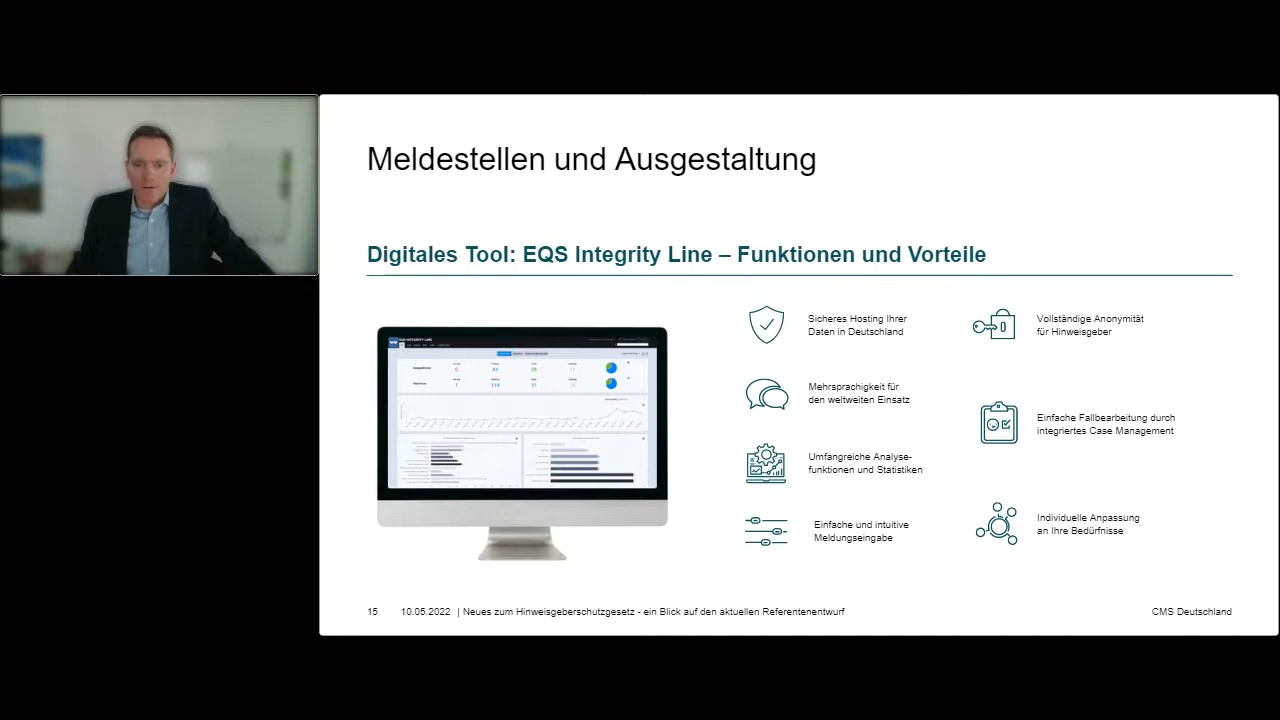 Meldestellen und Ausgestaltung
Digitales Tool: EQS Integrity Line – Funktionen und Vorteile
EQS INTEGRITY LINE
Sicheres Hosting Ihrer
Daten in Deutschland
Vollständige Anonymität
für Hinweisgeber
Mehrsprachigkeit für
den weltweiten Einsatz
Einfache Fallbearbeitung durch
integriertes Case Management
Umfangreiche Analyse-
funktionen und Statistiken
Einfache und intuitive
Meldungseingabe
Individuelle Anpassung
an Ihre Bedürfnisse
15 10.05.2022 | Neues zum Hinweisgeberschutzgesetz - ein Blick auf den aktuellen Referentenentwurf CMS Deutschland